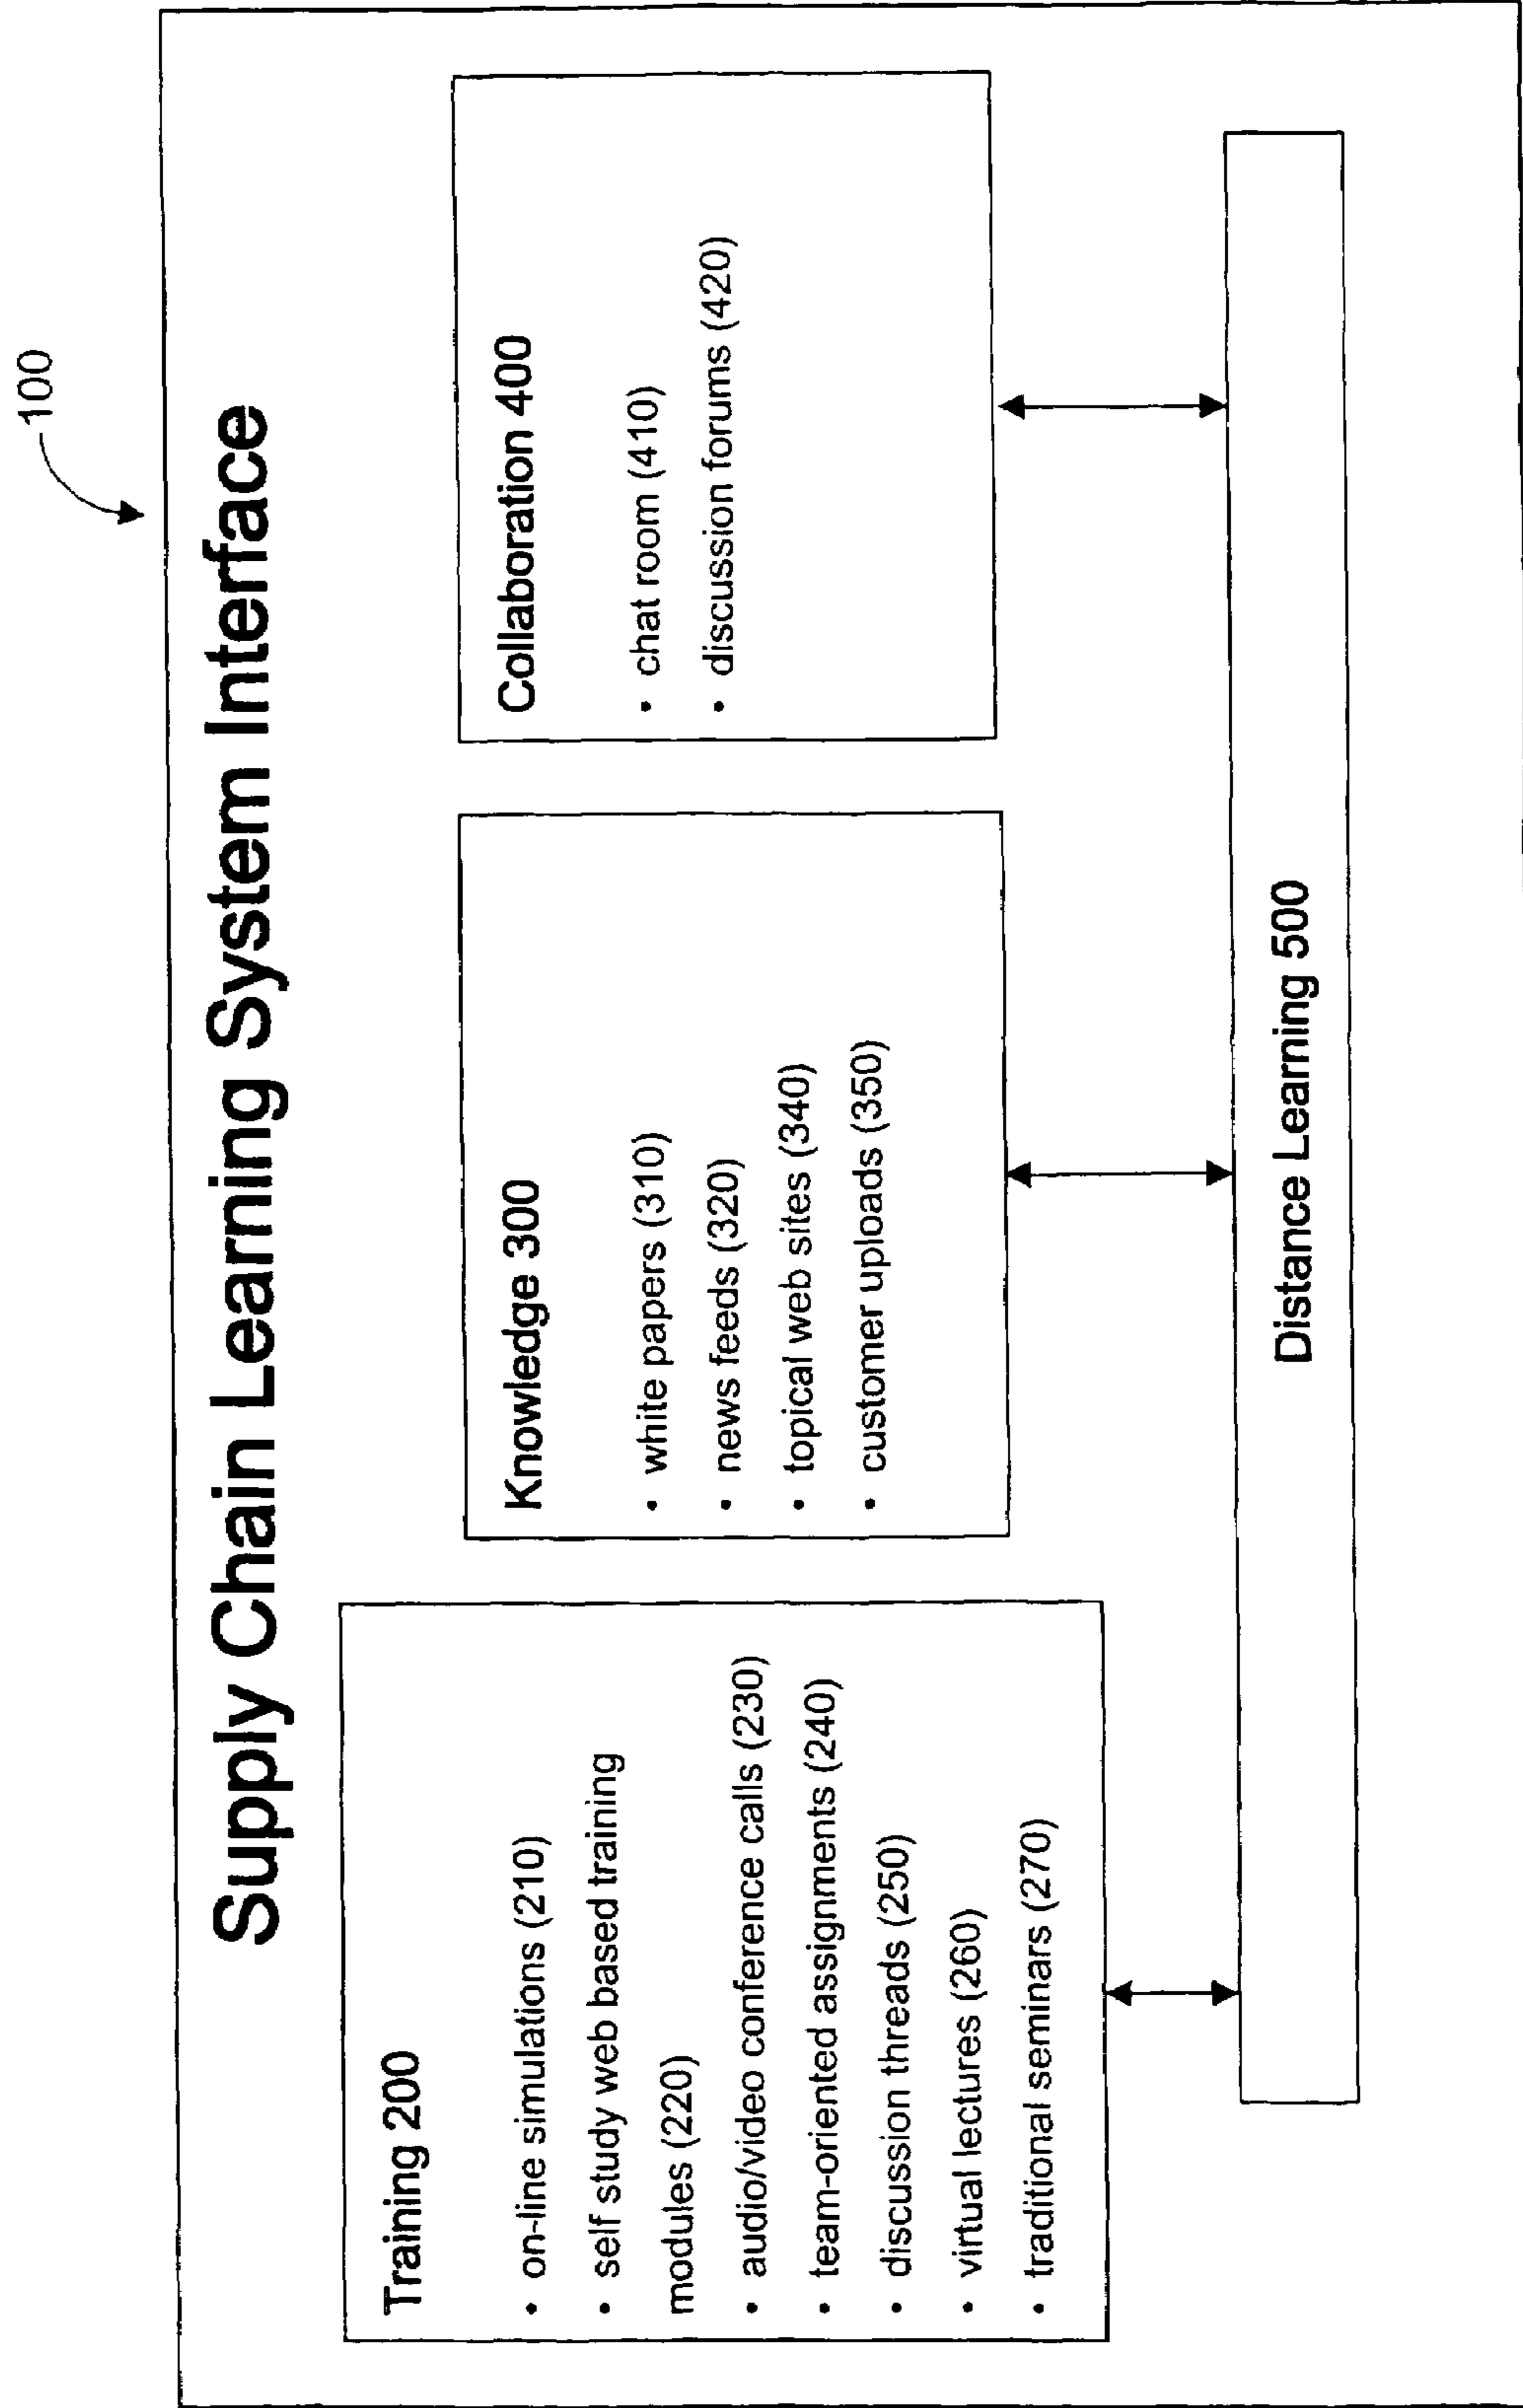 100
Supply Chain Learning System Interface
Training 200
• on-line simulations (210)
• self study web based training
modules (220)
• audio/video conference calls (230)
• team-oriented assignments (240)
• discussion threads (250)
• virtual lectures (260)
• traditional seminars (270)
Knowledge 300
• white papers (310)
• news feeds (320)
• topical web sites (340)
• customer uploads (350)
Collaboration 400
• chat room (410)
• discussion forums (420)
Distance Learning 500